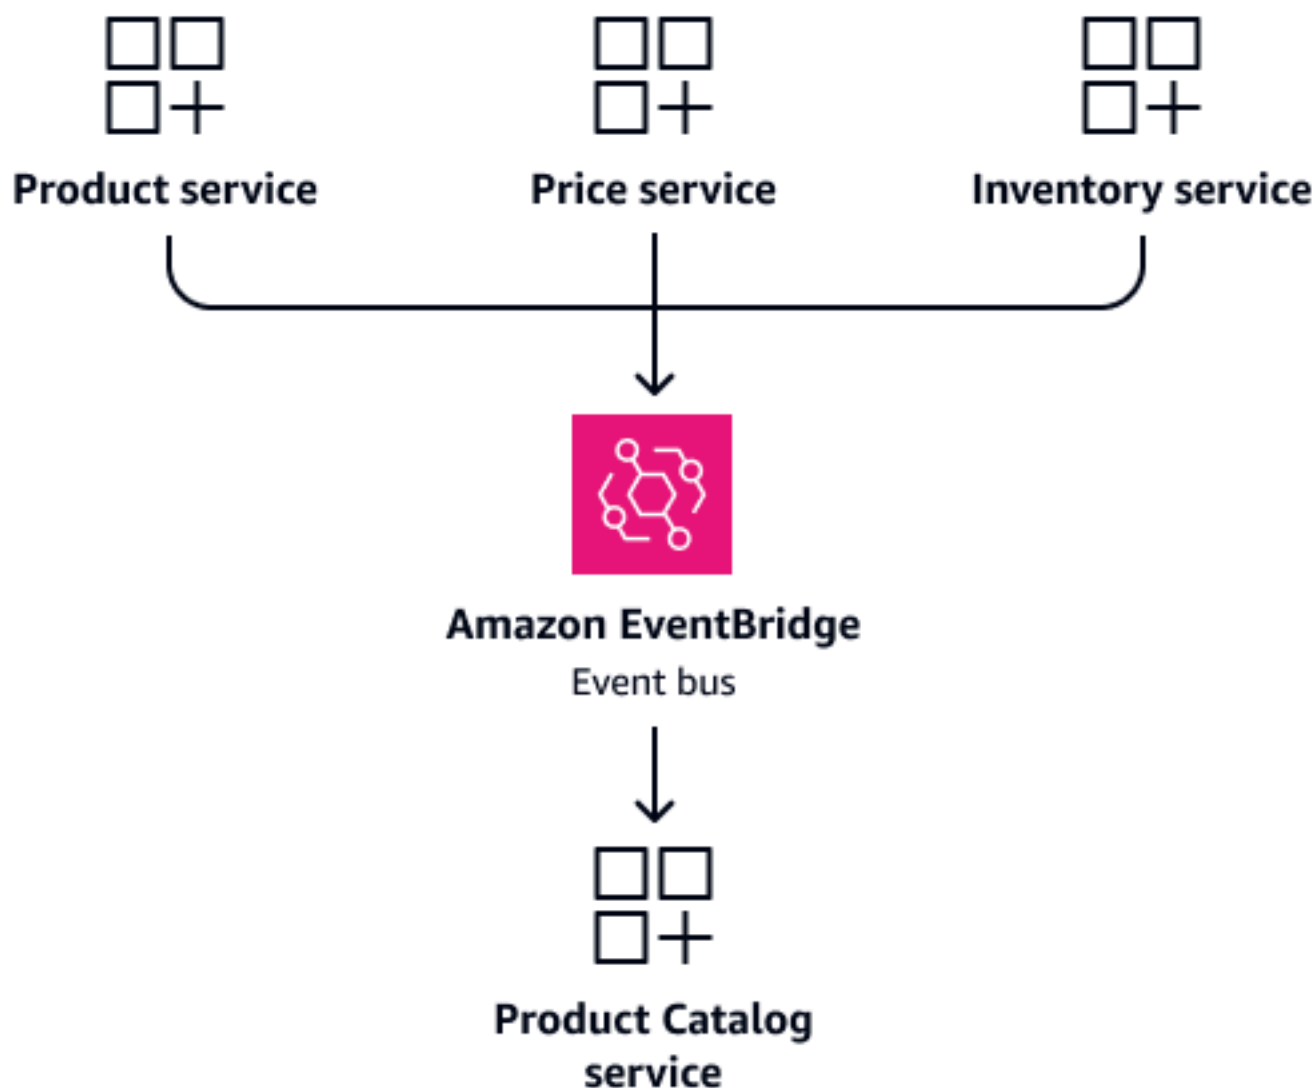 Product service
Price service
Inventory service
Amazon EventBridge
Event bus
Product Catalog
service